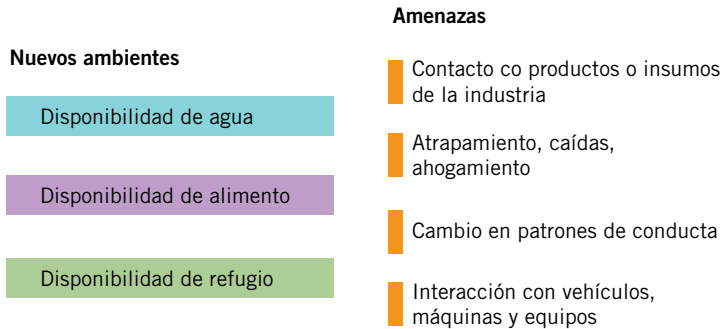 Nuevos ambientes
Disponibilidad de agua
Disponibilidad de alimento
Disponibilidad de refugio
Amenazas
Contacto co productos o insumos
de la industria
Atrapamiento, caídas,
ahogamiento
Cambio en patrones de conducta
Interacción con vehículos,
máquinas y equipos